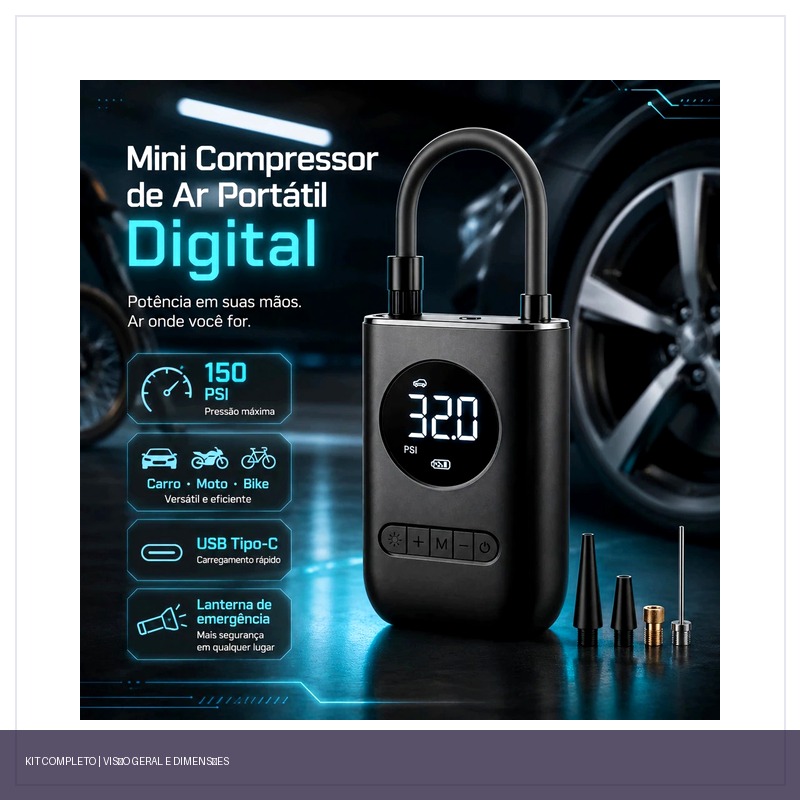 Mini Compressor
de Ar Portátil
Digital
Potência em suas mãos.
Ar onde você for.
150
PSI
Pressão máxima
Carro • Moto • Bike
Versátil e eficiente
USB Tipo-C
Carregamento rápido
Lanterna de
emergência
Mais segurança
em qualquer lugar
32.0
PSI
+ M −
KIT COMPLETO | VIS□□O GERAL E DIMENS□□ES